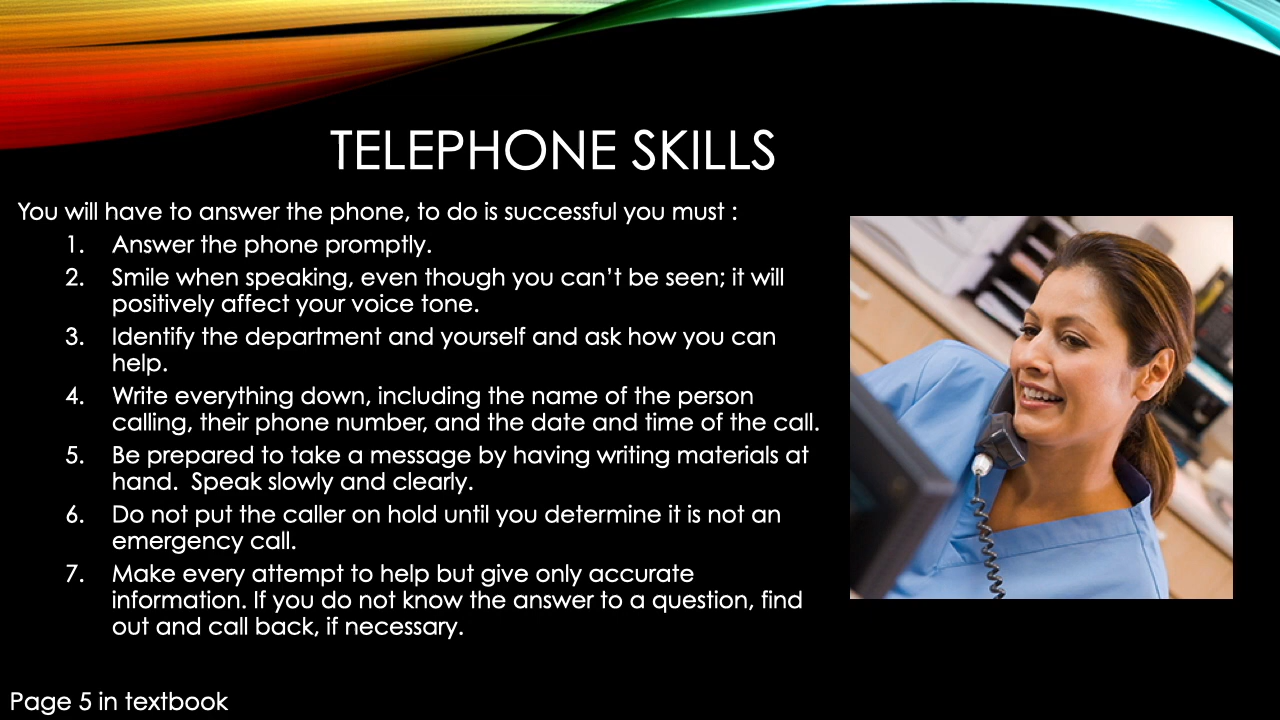 TELEPHONE SKILLS
You will have to answer the phone, to do is successful you must :
1. Answer the phone promptly.
2. Smile when speaking, even though you can’t be seen; it will
positively affect your voice tone.
3. Identify the department and yourself and ask how you can
help.
4. Write everything down, including the name of the person
calling, their phone number, and the date and time of the call.
5. Be prepared to take a message by having writing materials at
hand.  Speak slowly and clearly.
6. Do not put the caller on hold until you determine it is not an
emergency call.
7. Make every attempt to help but give only accurate
information. If you do not know the answer to a question, find
out and call back, if necessary.
Page 5 in textbook